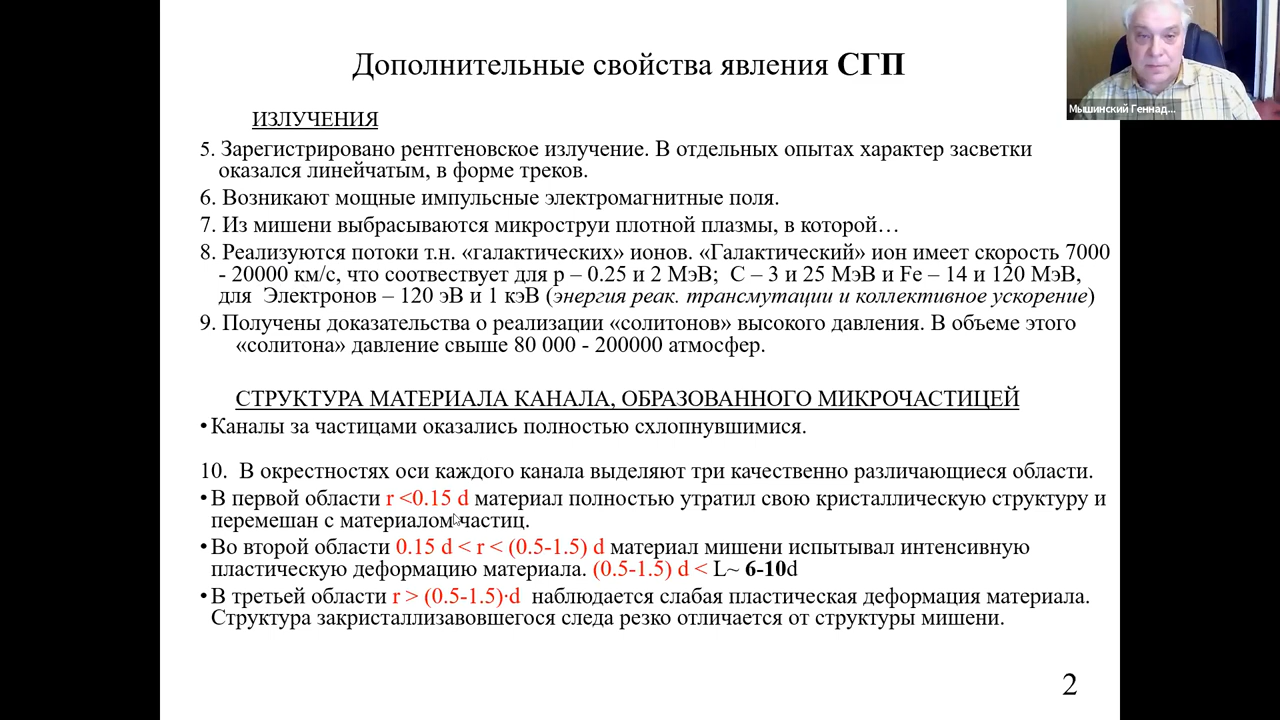 Дополнительные свойства явления СГП
Мышинский Геннад...
ИЗЛУЧЕНИЯ
5. Зарегистрировано рентгеновское излучение. В отдельных опытах характер засветки
оказался линейчатым, в форме треков.
6. Возникают мощные импульсные электромагнитные поля.
7. Из мишени выбрасываются микроструи плотной плазмы, в которой…
8. Реализуются потоки т.н. «галактических» ионов. «Галактический» ион имеет скорость 7000
- 20000 км/с, что соотвествует для р – 0.25 и 2 МэВ; С – 3 и 25 МэВ и Fe – 14 и 120 МэВ,
для Электронов – 120 эВ и 1 кэВ (энергия реак. трансмутации и коллективное ускорение)
9. Получены доказательства о реализации «солитонов» высокого давления. В объеме этого
«солитона» давление свыше 80 000 - 200000 атмосфер.
СТРУКТУРА МАТЕРИАЛА КАНАЛА, ОБРАЗОВАННОГО МИКРОЧАСТИЦЕЙ
• Каналы за частицами оказались полностью схлопнувшимися.
10. В окрестностях оси каждого канала выделяют три качественно различающиеся области.
• В первой области r <0.15 d материал полностью утратил свою кристаллическую структуру и
перемешан с материалом частиц.
• Во второй области 0.15 d < r < (0.5-1.5) d материал мишени испытывал интенсивную
пластическую деформацию материала. (0.5-1.5) d < L~ 6-10d
• В третьей области r > (0.5-1.5)·d наблюдается слабая пластическая деформация материала.
Структура закристаллизавовшегося следа резко отличается от структуры мишени.
2